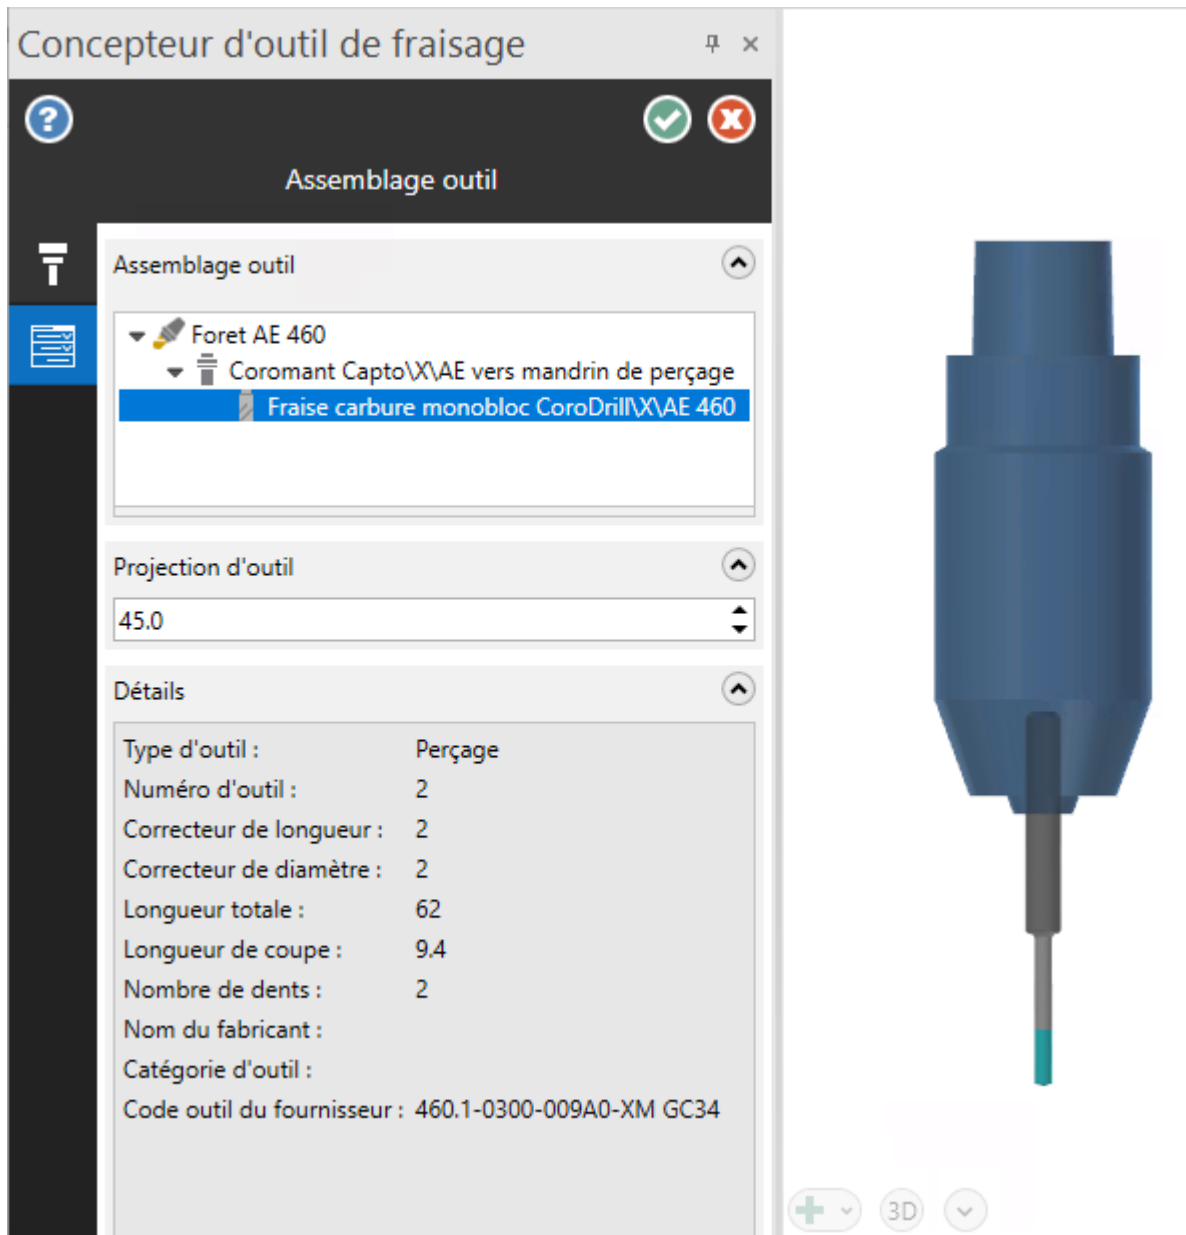 Concepteur d'outil de fraisage
Assemblage outil
Assemblage outil
Foret AE 460
Coromant Capto\X\AE vers mandrin de perçage
Fraise carbure monobloc CoroDrill\X\AE 460
Projection d'outil
45.0
Détails
Type d'outil : Perçage
Numéro d'outil : 2
Correcteur de longueur : 2
Correcteur de diamètre : 2
Longueur totale : 62
Longueur de coupe : 9.4
Nombre de dents : 2
Nom du fabricant :
Catégorie d'outil :
Code outil du fournisseur : 460.1-0300-009A0-XM GC34
3D